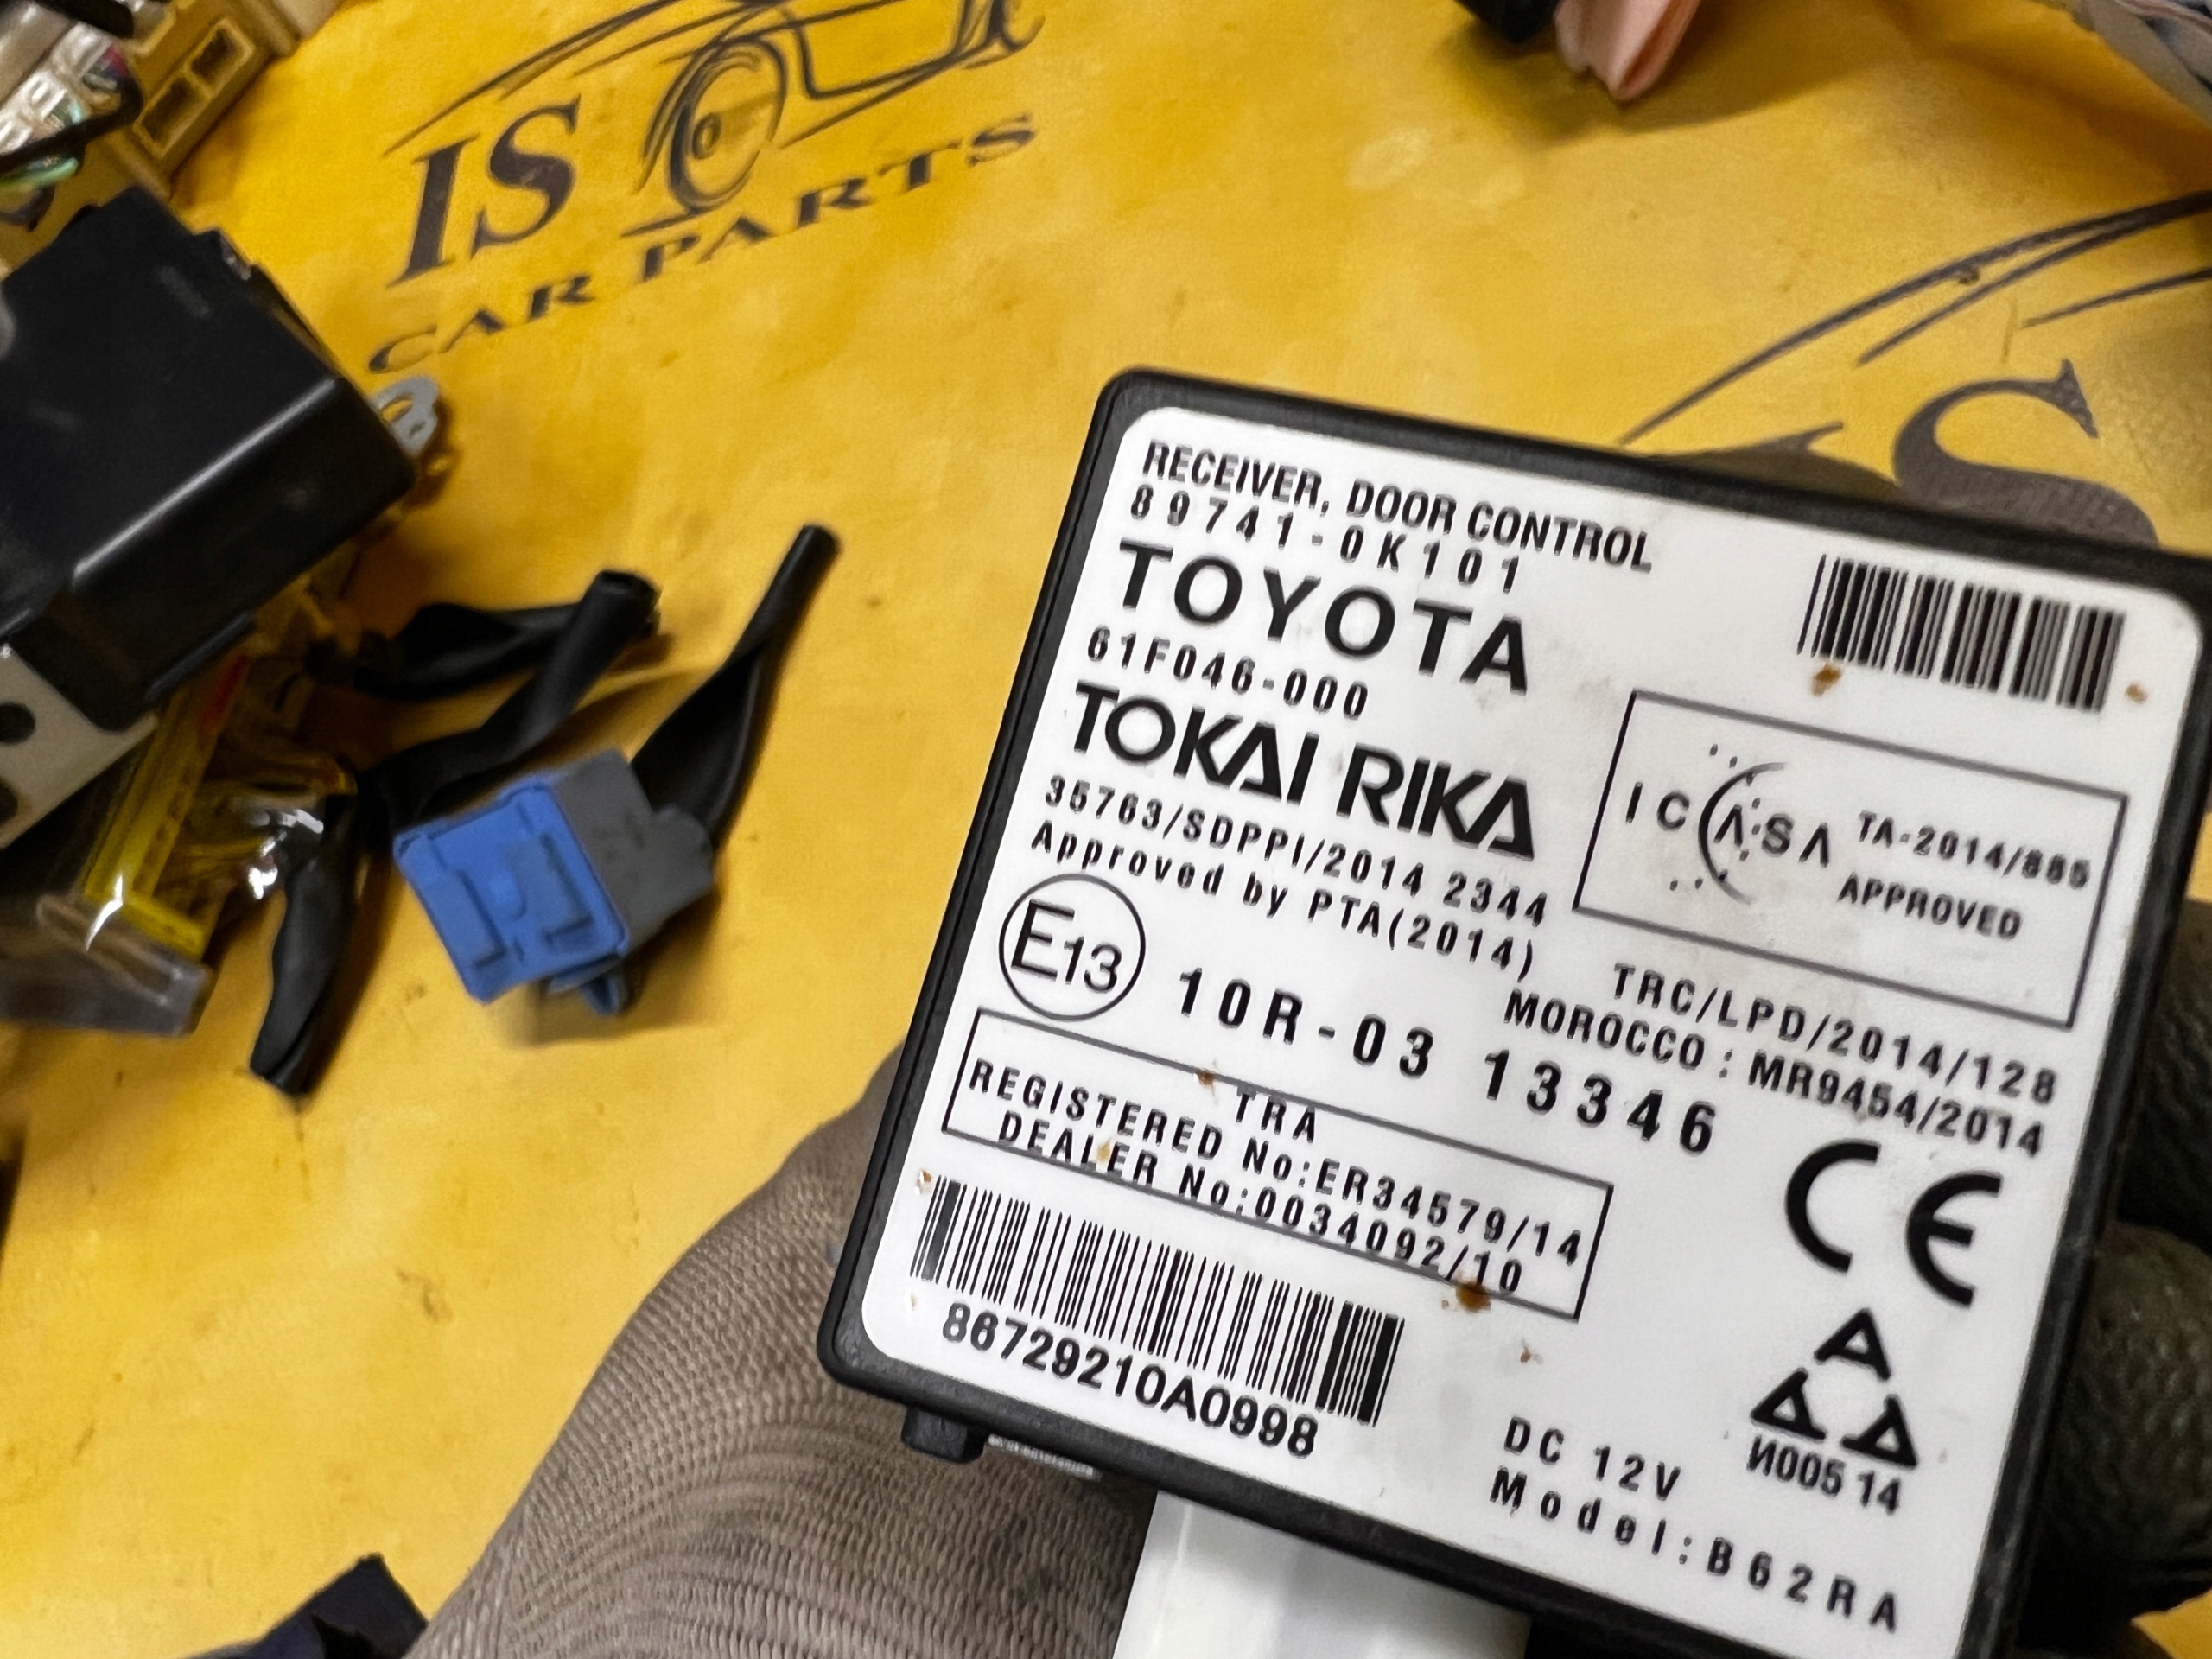 IS
CAR PARTS
S
RECEIVER, DOOR CONTROL
89741-0K101
TOYOTA
61F046-000
TOKAI RIKA
35763/SDPPI/2014 2344
Approved by PTA(2014)
ICASA TA-2014/885
APPROVED
E13
10R-03 13346
TRC/LPD/2014/128
MOROCCO : MR9454/2014
TRA
REGISTERED No:ER34579/14
DEALER No:0034092/10
CE
86729210A0998
И005 14
DC 12V
Model:B62RA